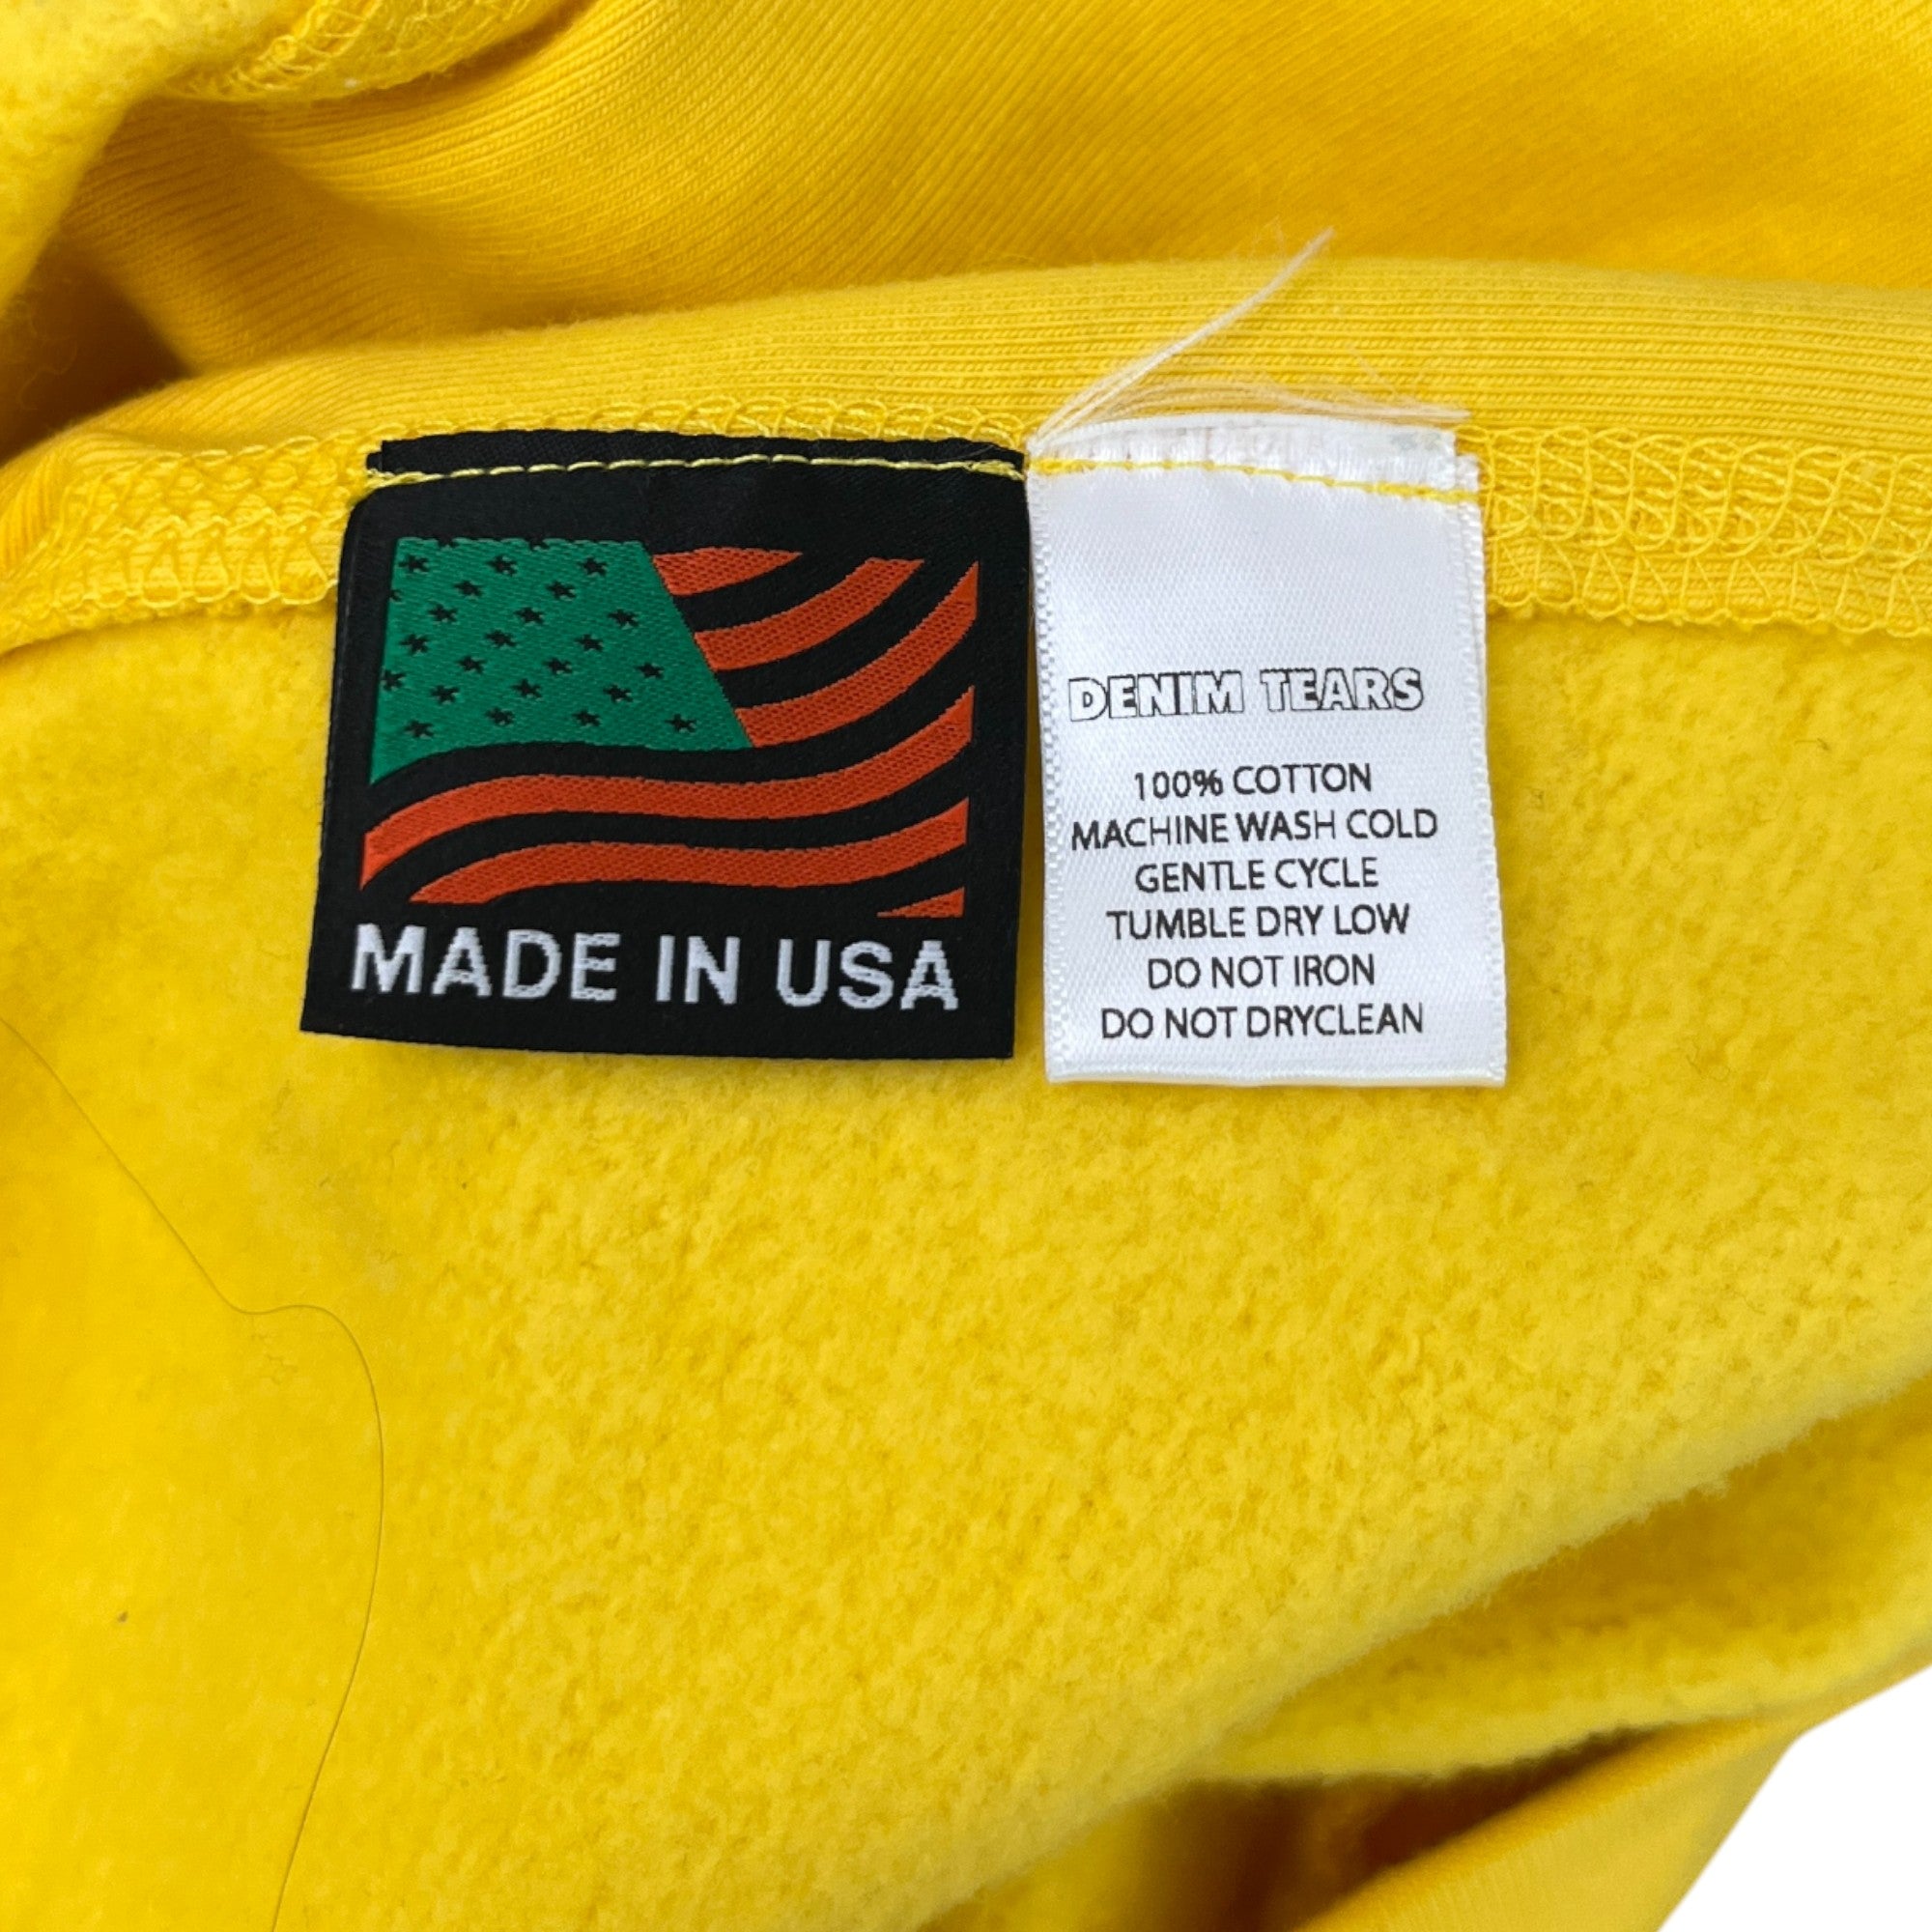 MADE IN USA
DENIM TEARS
100% COTTON
MACHINE WASH COLD
GENTLE CYCLE
TUMBLE DRY LOW
DO NOT IRON
DO NOT DRYCLEAN